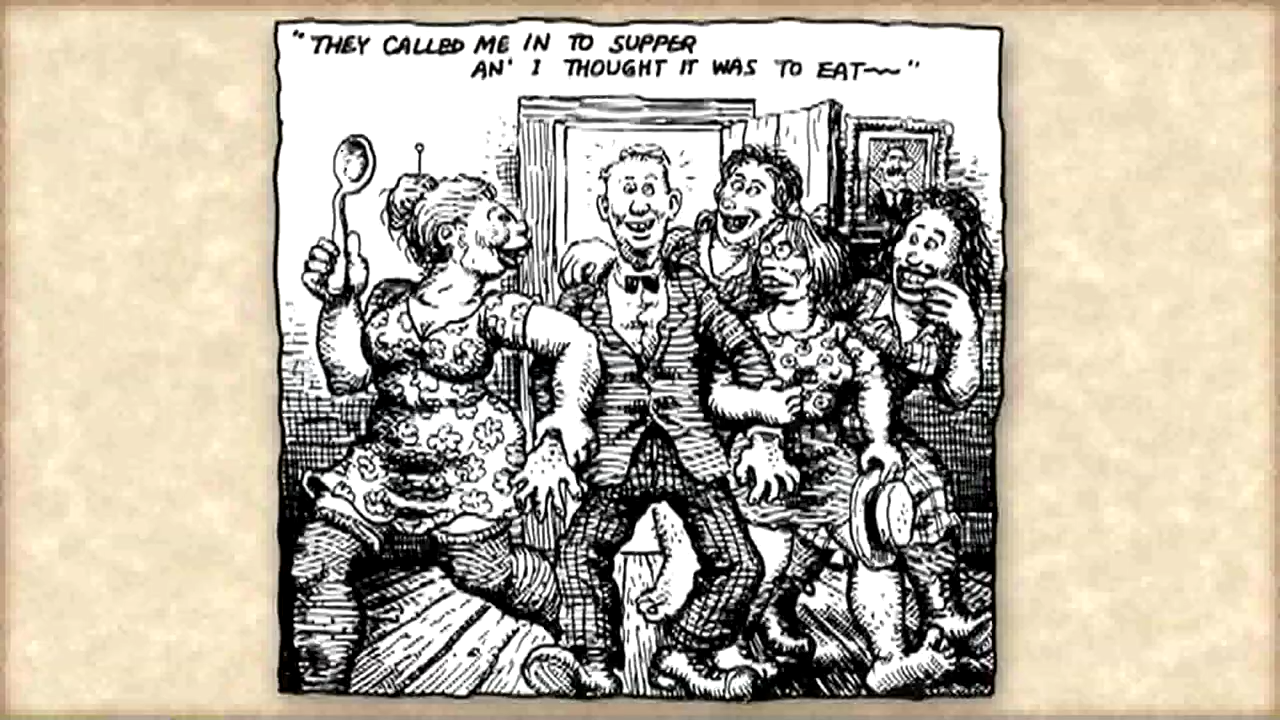 "THEY CALLED ME IN TO SUPPER
AN' I THOUGHT IT WAS TO EAT~~"